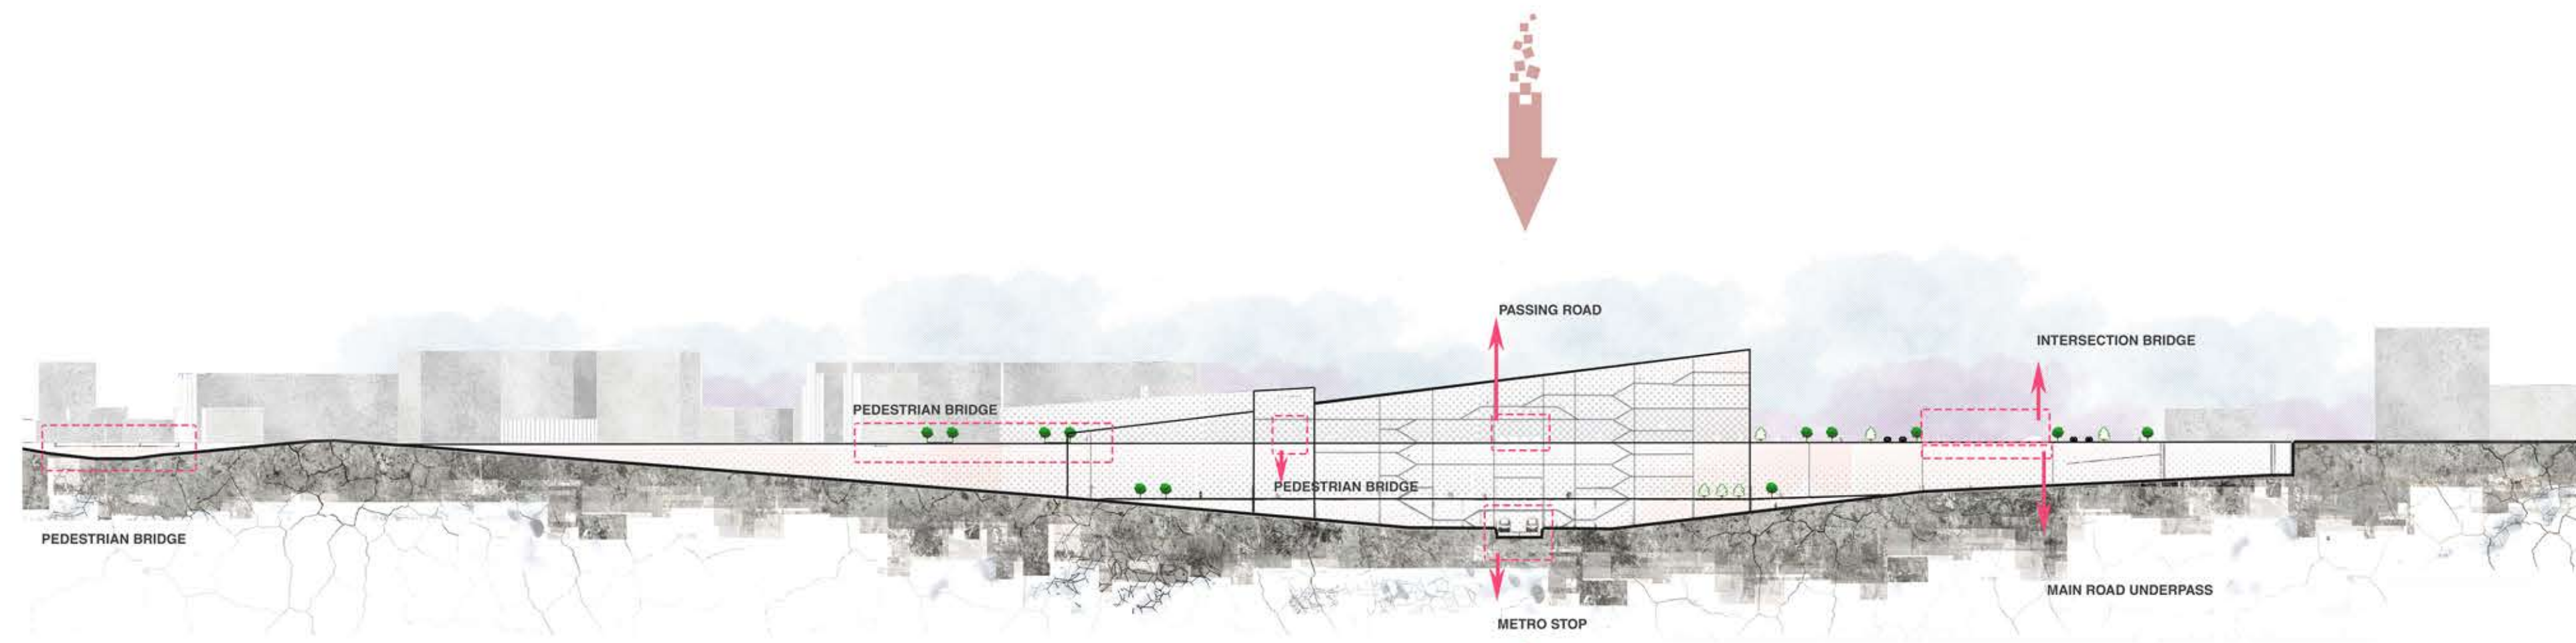 PASSING ROAD
INTERSECTION BRIDGE
PEDESTRIAN BRIDGE
PEDESTRIAN BRIDGE
PEDESTRIAN BRIDGE
MAIN ROAD UNDERPASS
METRO STOP